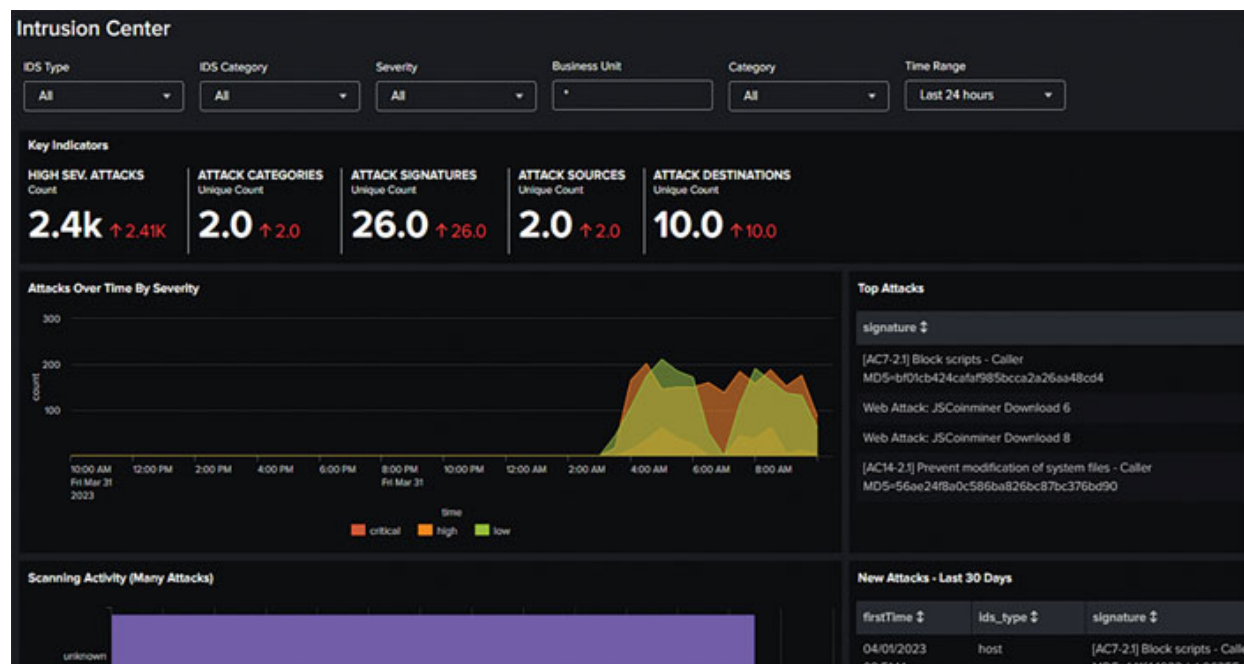 Intrusion Center
IDS Type
IDS Category
Severity
Business Unit
Category
Time Range
All
All
All
*
All
Last 24 hours
Key Indicators
HIGH SEV. ATTACKS
Count
2.4k ↑ 2.41K
ATTACK CATEGORIES
Unique Count
2.0 ↑ 2.0
ATTACK SIGNATURES
Unique Count
26.0 ↑ 26.0
ATTACK SOURCES
Unique Count
2.0 ↑ 2.0
ATTACK DESTINATIONS
Unique Count
10.0 ↑ 10.0
Attacks Over Time By Severity
300
200
100
count
10:00 AM 12:00 PM 2:00 PM 4:00 PM 6:00 PM 8:00 PM 10:00 PM 12:00 AM 2:00 AM 4:00 AM 6:00 AM 8:00 AM
Fri Mar 31 Fri Mar 31
2023
time
critical high low
Top Attacks
signature
[AC7-2.1] Block scripts - Caller
MD5=bf01cb424cafaf985bcca2a26aa48cd4
Web Attack: JSCoinminer Download 6
Web Attack: JSCoinminer Download 8
[AC14-2.1] Prevent modification of system files - Caller
MD5=56ae24f8a0c586ba826bc87bc376bd90
Scanning Activity (Many Attacks)
unknown
New Attacks - Last 30 Days
firstTime ids_type signature
04/01/2023 host [AC7-2.1] Block scripts - Calle